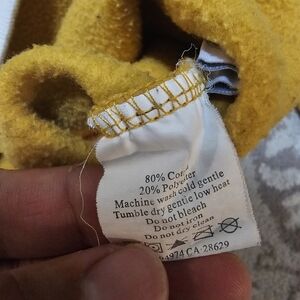 80% Cotter
20% Polyester
Machine wash cold gentle
Tumble dry gentle low heat
Do not bleach
Do not iron
Do not dry clean
CA-28629